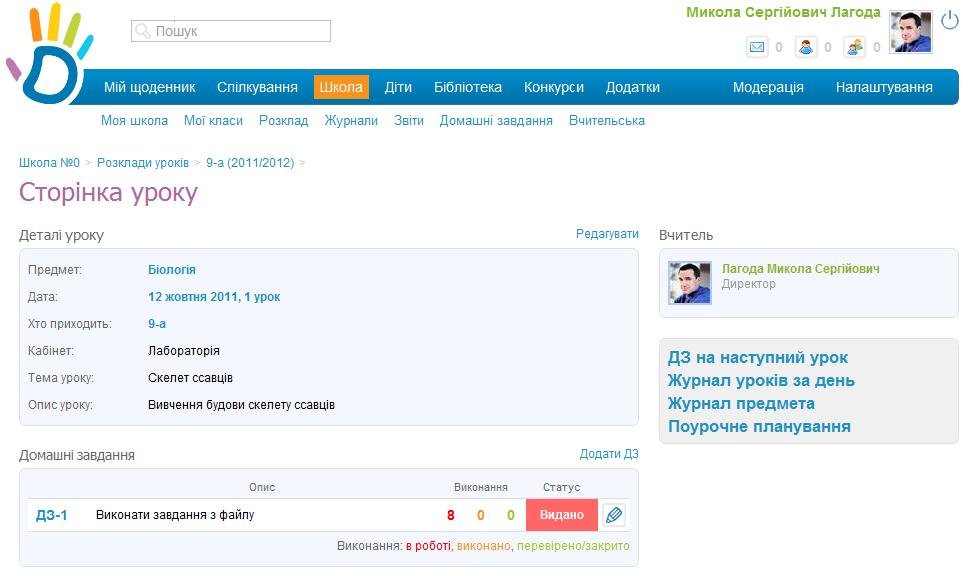 Микола Сергійович Лагода
Пошук
0 0 0
Мій щоденник Спілкування Школа Діти Бібліотека Конкурси Додатки Модерація Налаштування
Моя школа Мої класи Розклад Журнали Звіти Домашні завдання Вчительська
Школа №0 > Розклади уроків > 9-а (2011/2012) >
Сторінка уроку
Деталі уроку Редагувати
Предмет: Біологія
Дата: 12 жовтня 2011, 1 урок
Хто приходить: 9-а
Кабінет: Лабораторія
Тема уроку: Скелет ссавців
Опис уроку: Вивчення будови скелету ссавців
Вчитель
Лагода Микола Сергійович
Директор
ДЗ на наступний урок
Журнал уроків за день
Журнал предмета
Поурочне планування
Домашні завдання Додати ДЗ
Опис Виконання Статус
ДЗ-1 Виконати завдання з файлу 8 0 0 Видано
Виконання: в роботі, виконано, перевірено/закрито